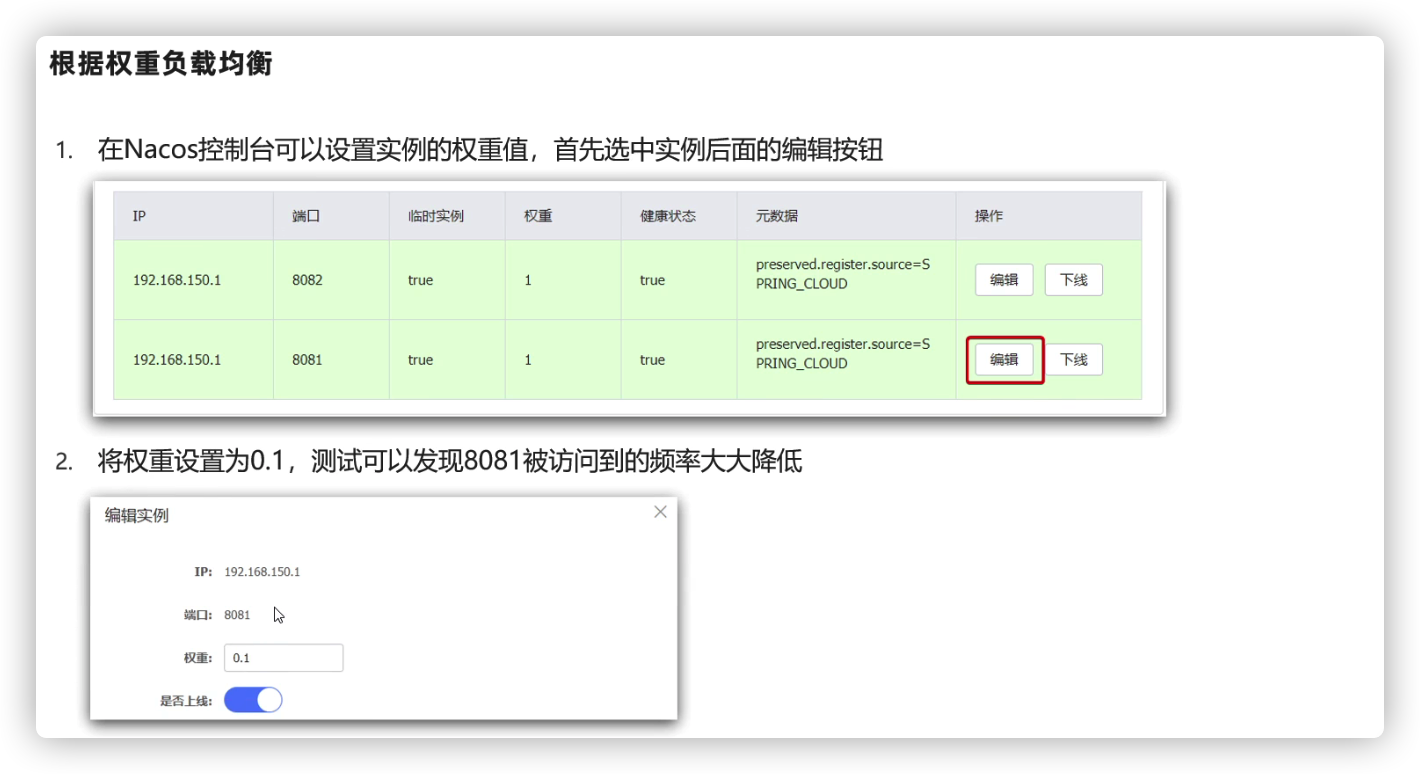 根据权重负载均衡
1. 在Nacos控制台可以设置实例的权重值，首先选中实例后面的编辑按钮
IP 端口 临时实例 权重 健康状态 元数据 操作
192.168.150.1 8082 true 1 true preserved.register.source=S
PRING_CLOUD 编辑 下线
192.168.150.1 8081 true 1 true preserved.register.source=S
PRING_CLOUD 编辑 下线
2. 将权重设置为0.1，测试可以发现8081被访问到的频率大大降低
编辑实例
IP: 192.168.150.1
端口: 8081
权重: 0.1
是否上线: